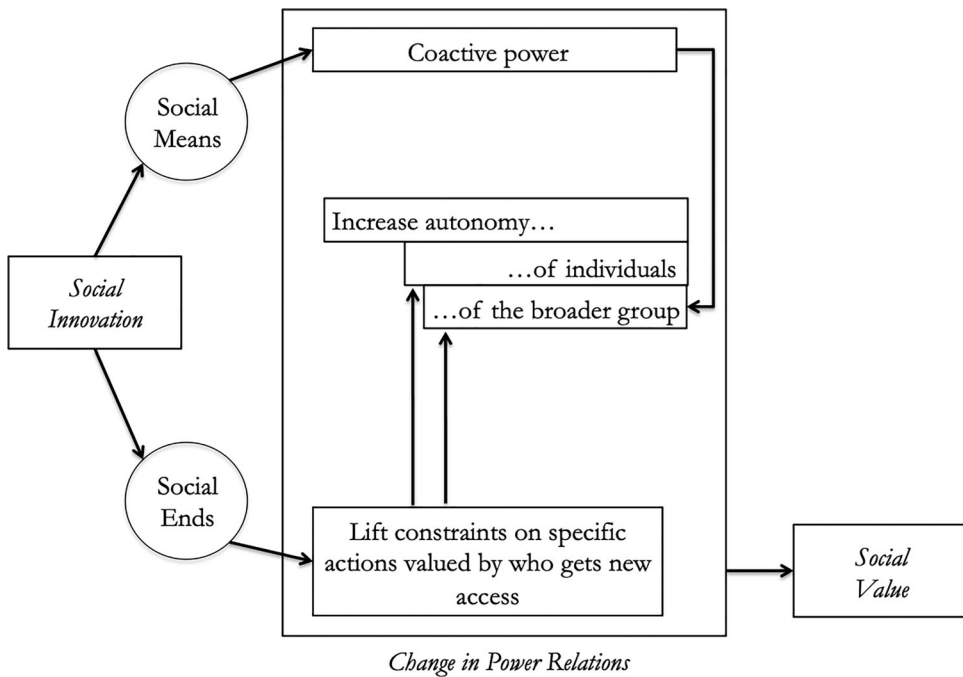 Coactive power
Social
Means
Increase autonomy…
…of individuals
…of the broader group
Social
Innovation
Social
Ends
Lift constraints on specific
actions valued by who gets new
access
Social
Value
Change in Power Relations